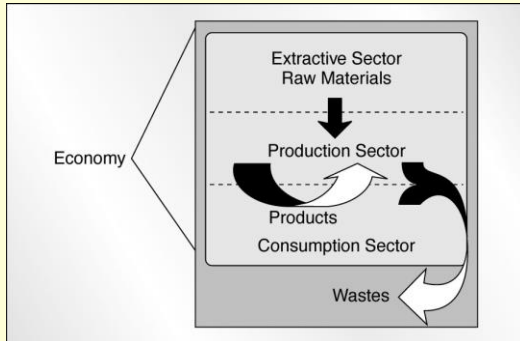 Extractive Sector
Raw Materials
Production Sector
Economy
Products
Consumption Sector
Wastes